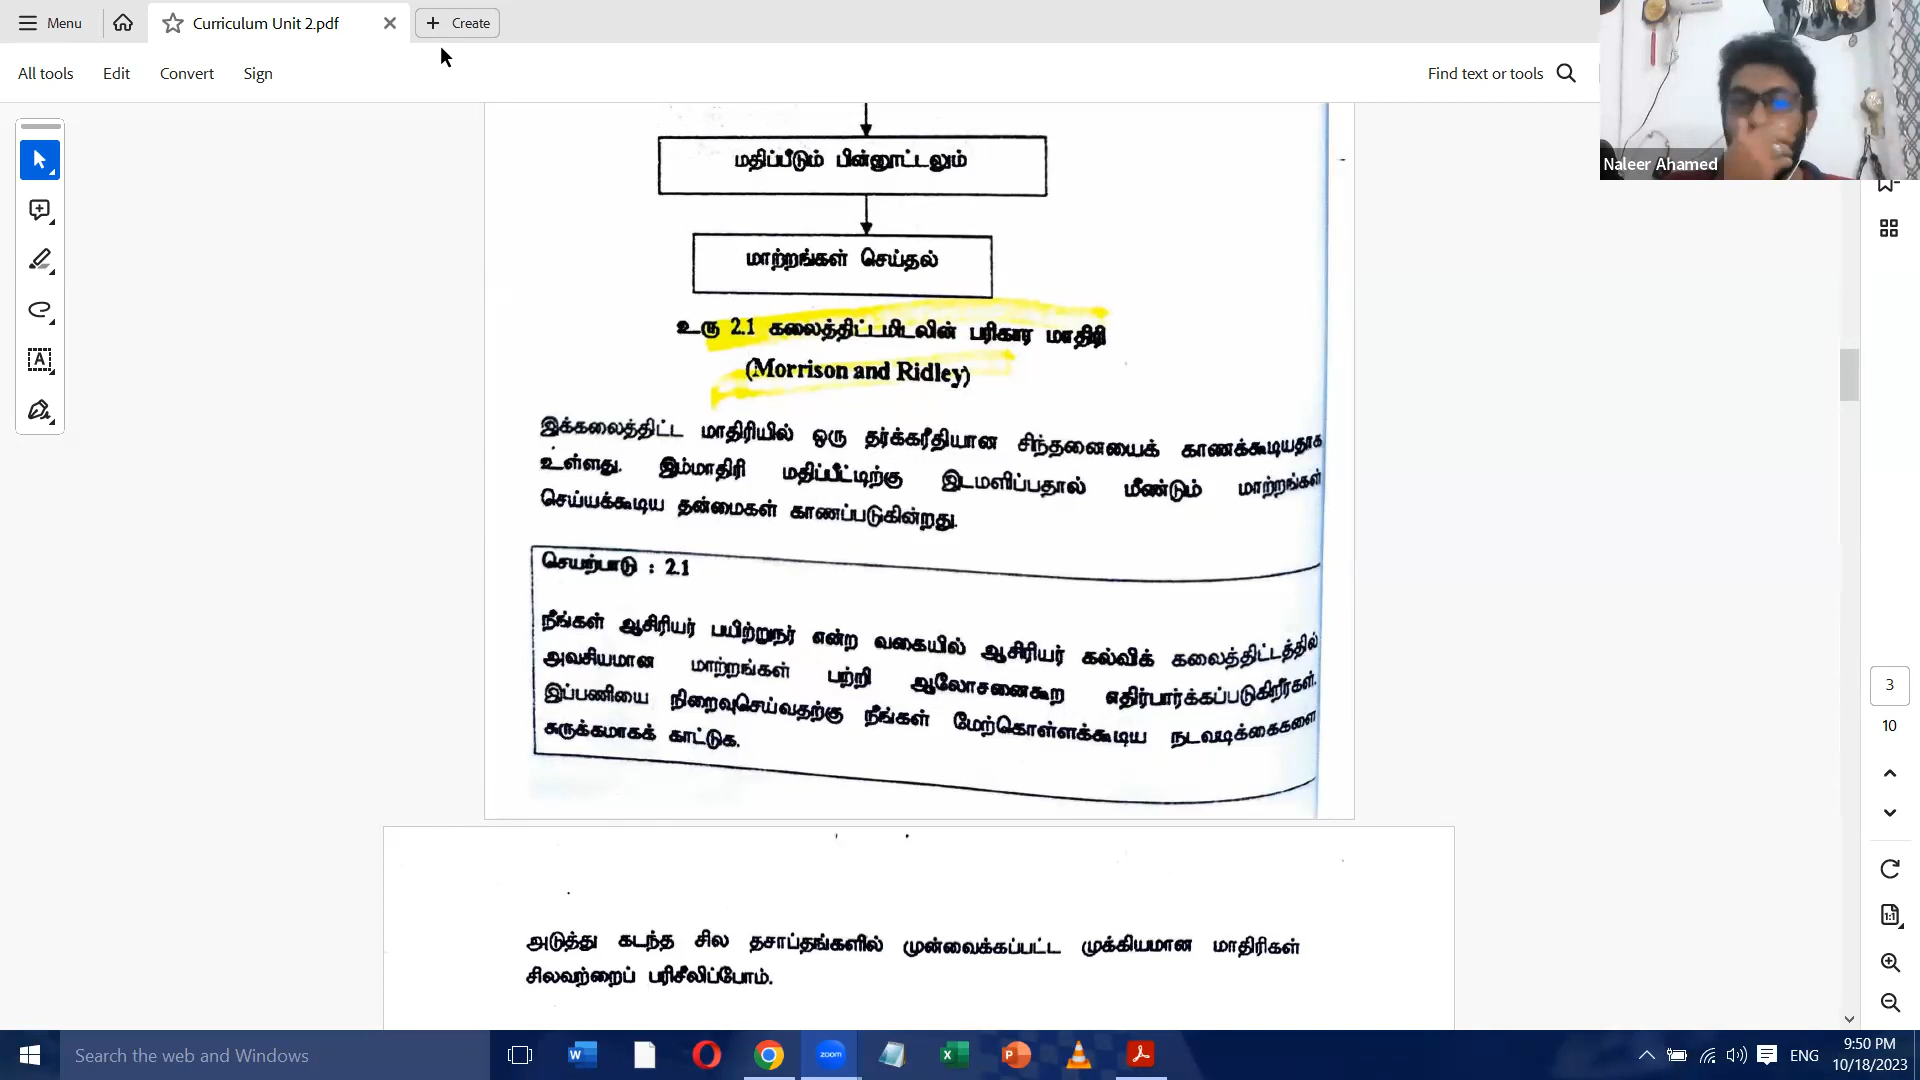 Menu
Curriculum Unit 2.pdf
Create
All tools
Edit
Convert
Sign
Find text or tools
Naleer Ahamed
மதிப்பீடும் பின்னூட்டலும்
மாற்றங்கள் செய்தல்
உரு 2.1 கலைத்திட்டமிடலின் பரிகார மாதிரி
(Morrison and Ridley)
இக்கலைத்திட்ட மாதிரியில் ஒரு தர்க்கரீதியான சிந்தனையைக் காணக்கூடியதாக
உள்ளது. இம்மாதிரி மதிப்பீட்டிற்கு இடமளிப்பதால் மீண்டும் மாற்றங்கள்
செய்யக்கூடிய தன்மைகள் காணப்படுகின்றது.
செயற்பாடு : 2.1
நீங்கள் ஆசிரியர் பயிற்றுநர் என்ற வகையில் ஆசிரியர் கல்விக் கலைத்திட்டத்தில்
அவசியமான மாற்றங்கள் பற்றி ஆலோசனைகூற எதிர்பார்க்கப்படுகிறீர்கள்.
இப்பணியை நிறைவுசெய்வதற்கு நீங்கள் மேற்கொள்ளக்கூடிய நடவடிக்கைகளை
சுருக்கமாகக் காட்டுக.
அடுத்து கடந்த சில தசாப்தங்களில் முன்வைக்கப்பட்ட முக்கியமான மாதிரிகள்
சிலவற்றைப் பரிசீலிப்போம்.
3
10
Search the web and Windows
zoom
ENG
9:50 PM
10/18/2023